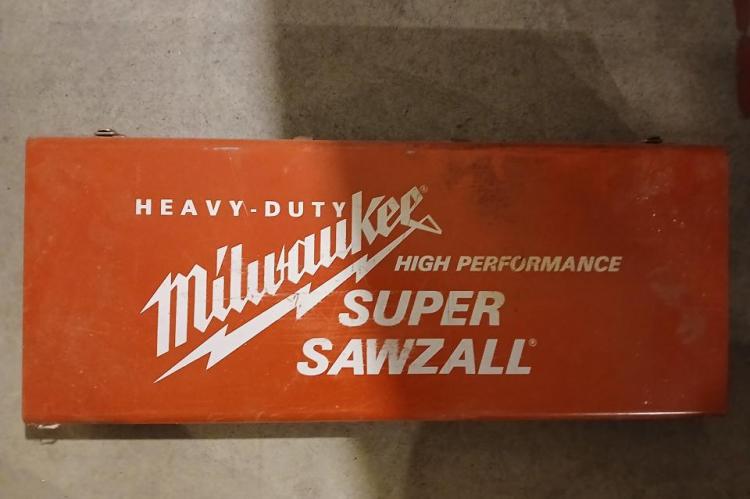 HEAVY-DUTY
Milwaukee®
HIGH PERFORMANCE
SUPER
SAWZALL®